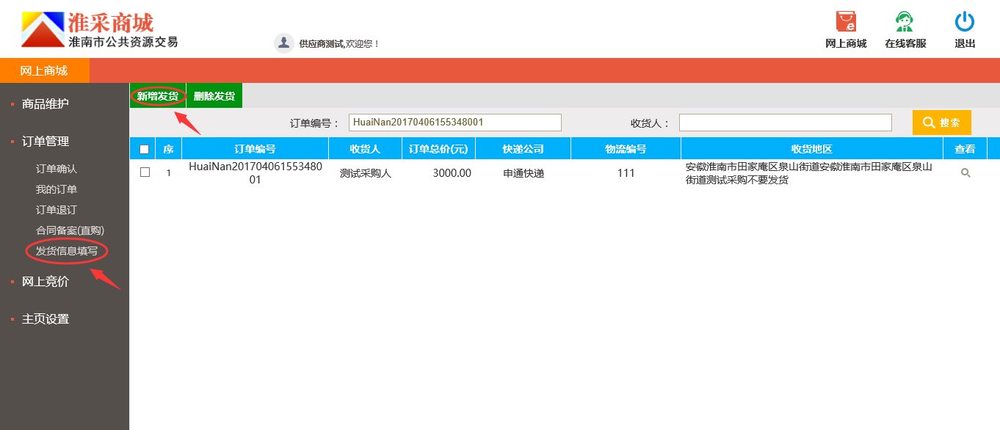 淮采商城
淮南市公共资源交易
供应商测试,欢迎您！
网上商城
在线客服
退出
网上商城
商品维护
订单管理
订单确认
我的订单
订单退订
合同备案(直购)
发货信息填写
网上竞价
主页设置
新增发货
删除发货
订单编号：
HuaiNan20170406155348001
收货人：
搜索
序
订单编号
收货人
订单总价(元)
快递公司
物流编号
收货地区
查看
1
HuaiNan201704061553480
01
测试采购人
3000.00
申通快递
111
安徽淮南市田家庵区泉山街道安徽淮南市田家庵区泉山
街道测试采购不要发货